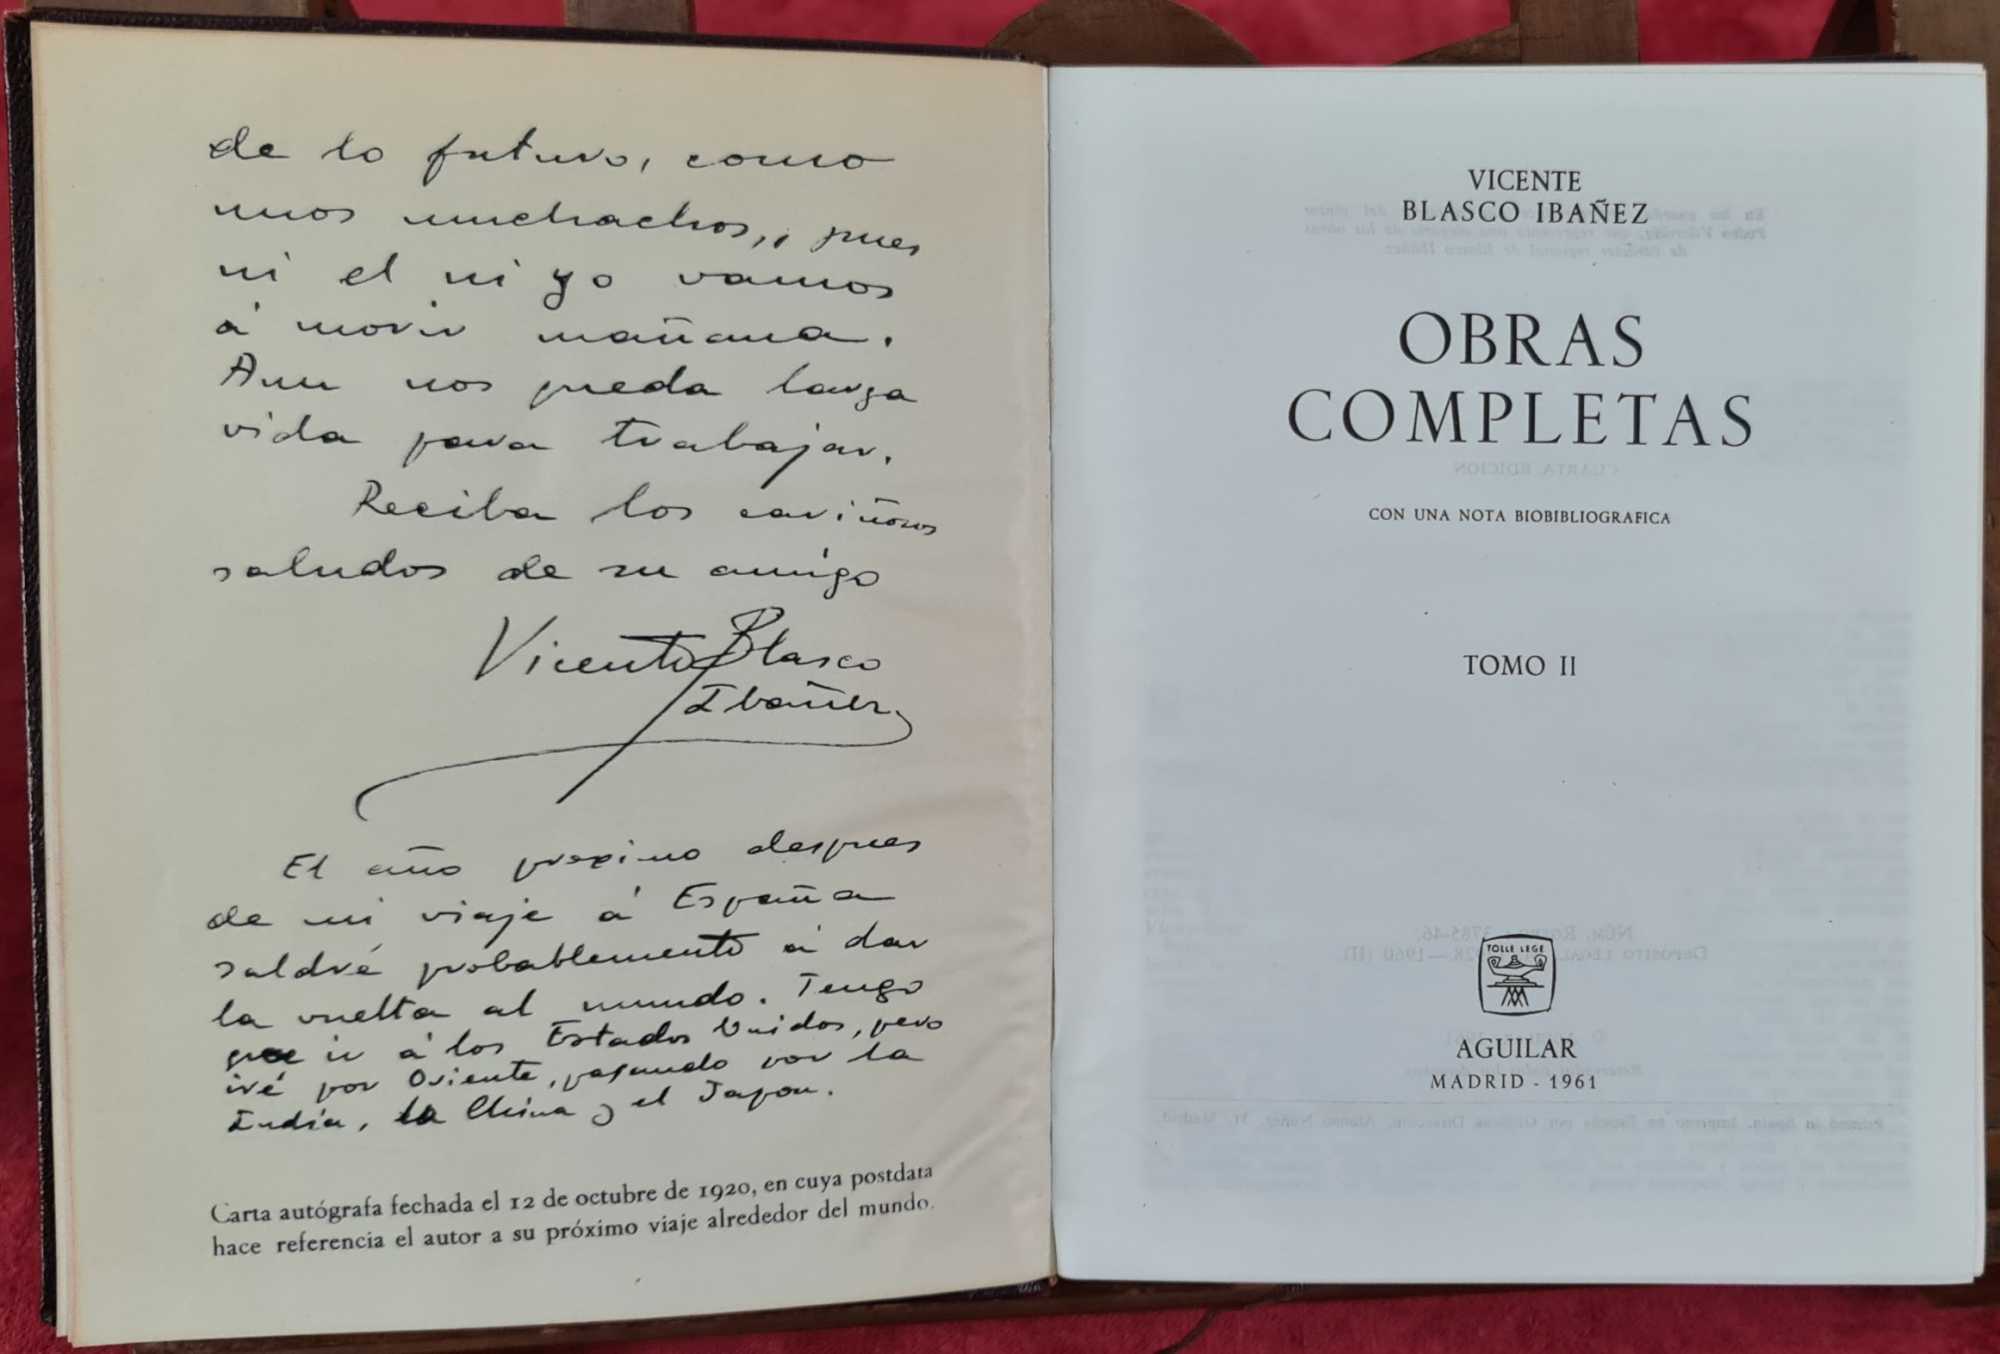 de lo futuro, como
unos muchachos, pues
ni el ni yo vamos
á morir mañana.
Aun nos queda larga
vida para trabajar.
Reciba los cariñosos
saludos de su amigo
Vicente Blasco
Ibañez
El año proximo despues
de mi viaje á España
saldré probablemente á dar
la vuelta al mundo. Tengo
que ir á los Estados Unidos, pero
iré por Oriente, pasando por la
India, la China y el Japon.
Carta autógrafa fechada el 12 de octubre de 1920, en cuya postdata
hace referencia el autor a su próximo viaje alrededor del mundo.
VICENTE
BLASCO IBAÑEZ
OBRAS
COMPLETAS
CON UNA NOTA BIOBIBLIOGRAFICA
TOMO II
TOLLE LEGE
AGUILAR
MADRID - 1961